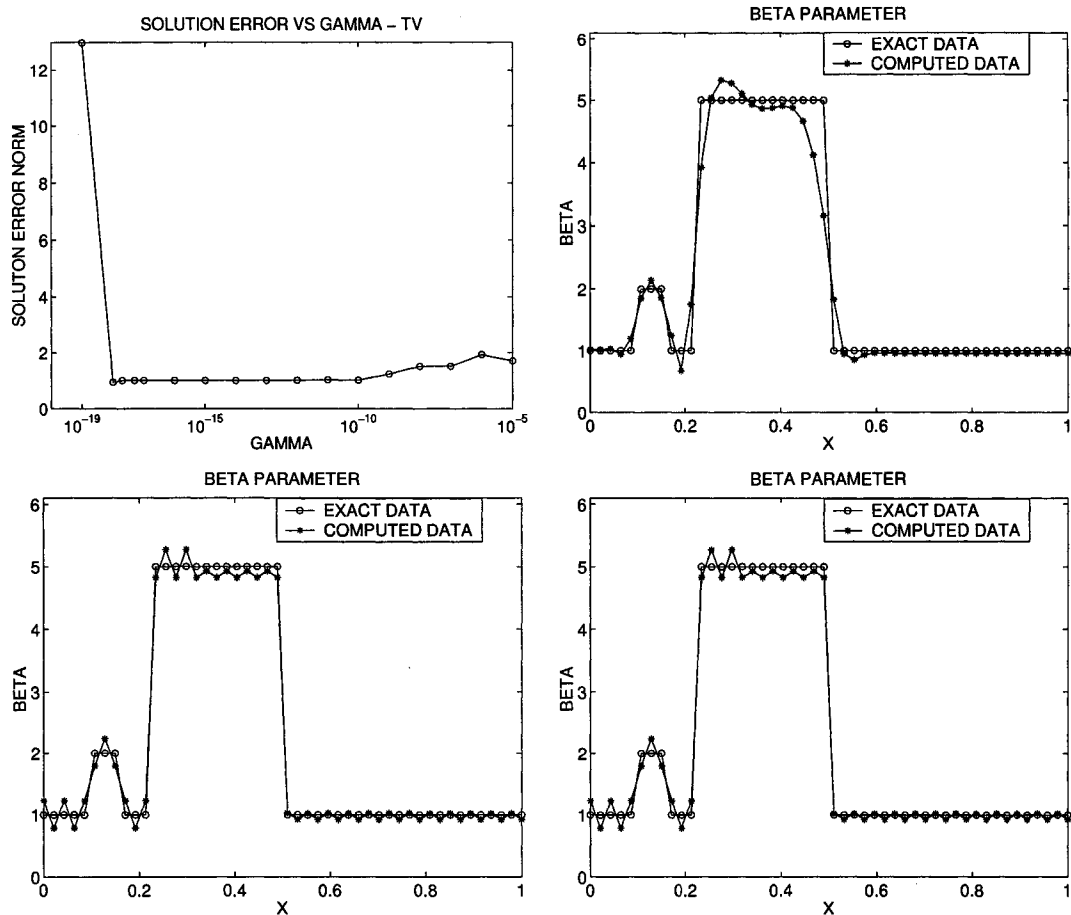 SOLUTION ERROR VS GAMMA - TV
SOLUTON ERROR NORM
12
10
8
6
4
2
0
10^-19
10^-15
10^-10
10^-5
GAMMA
BETA PARAMETER
EXACT DATA
COMPUTED DATA
BETA
6
5
4
3
2
1
0
0
0.2
0.4
0.6
0.8
1
X
BETA PARAMETER
EXACT DATA
COMPUTED DATA
BETA
6
5
4
3
2
1
0
0
0.2
0.4
0.6
0.8
1
X
BETA PARAMETER
EXACT DATA
COMPUTED DATA
BETA
6
5
4
3
2
1
0
0
0.2
0.4
0.6
0.8
1
X